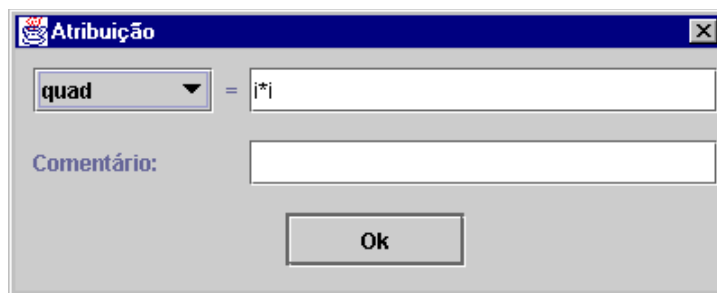 Atribuição
quad = i*i
Comentário:
Ok